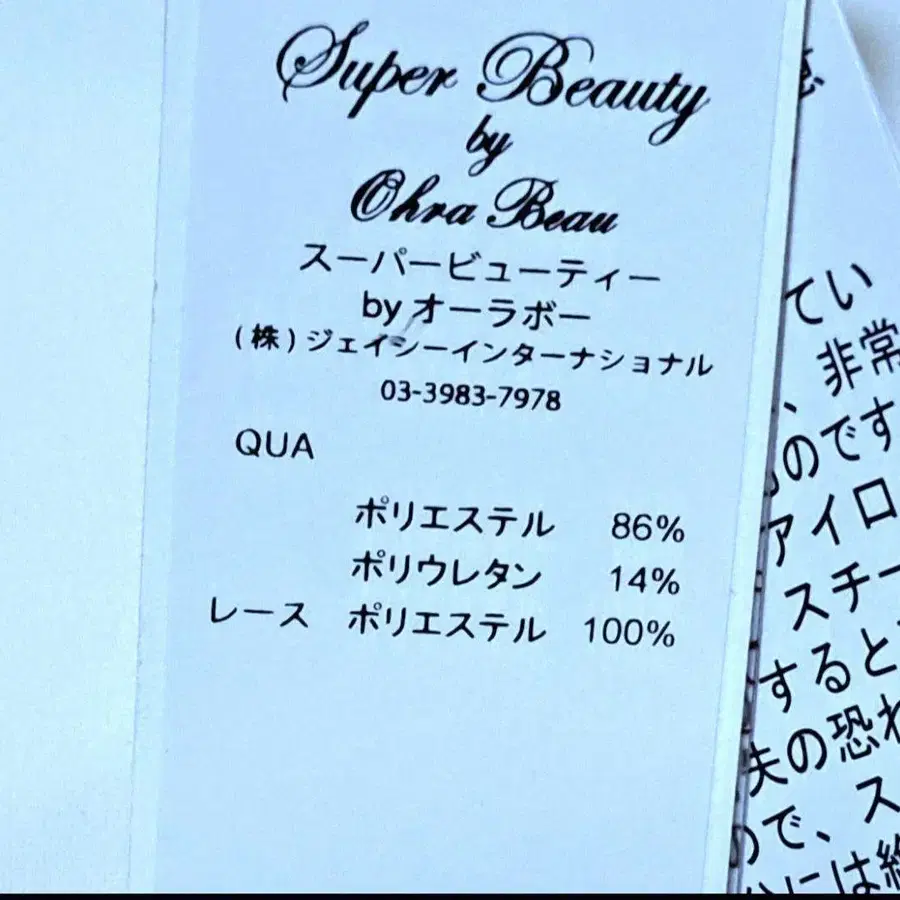 Super Beauty
by
Ohra Beau
スーパービューティー
by オーラボー
(株)ジェイシーインターナショナル
03-3983-7978
QUA
ポリエステル 86%
ポリウレタン 14%
レース ポリエステル 100%
てい
、非常
のです
アイロ
スチー
すると
の恐れ
ので、ス
には絶